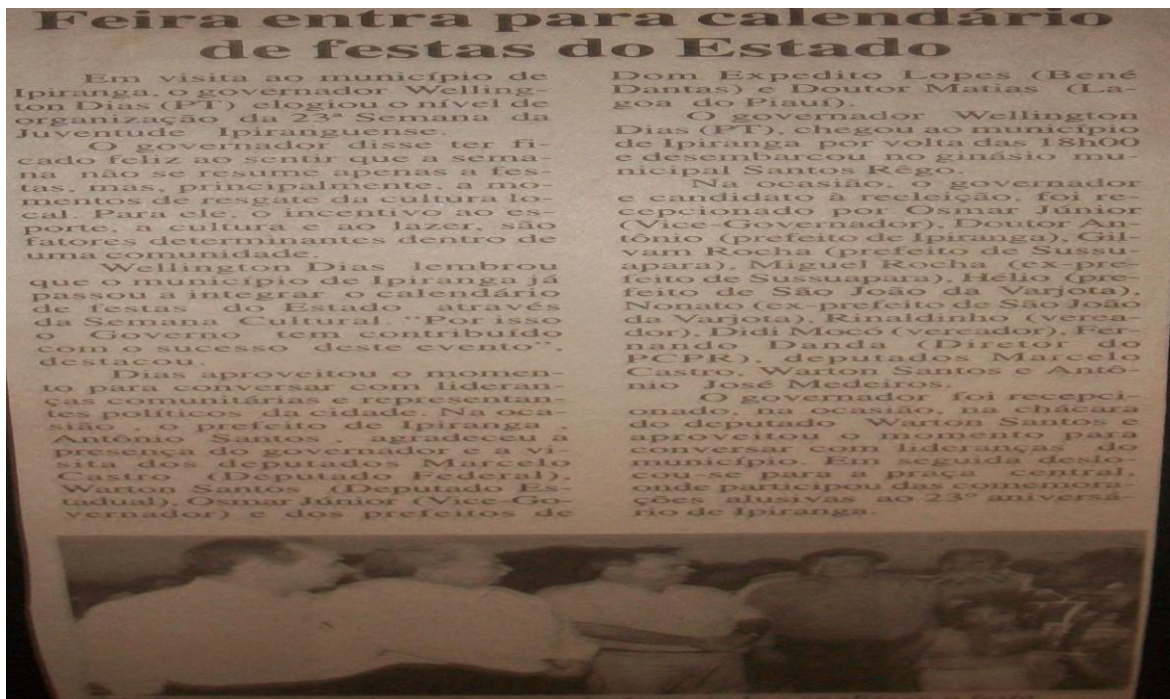 Feira entra para calendário
de festas do Estado
Em visita ao município de
Ipiranga, o governador Welling-
ton Dias (PT) elogiou o nível de
organização da 23ª Semana da
Juventude Ipiranguense.
O governador disse ter fi-
cado feliz ao sentir que a sema-
na não se resume apenas a fes-
tas, mas, principalmente, a mo-
mentos de resgate da cultura lo-
cal. Para ele, o incentivo ao es-
porte, a cultura e ao lazer, são
fatores determinantes dentro de
uma comunidade.
Wellington Dias lembrou
que o município de Ipiranga já
passou a integrar o calendário
de festas do Estado através
da Semana Cultural. “Por isso
o Governo tem contribuído
com o sucesso deste evento”,
destacou.
Dias aproveitou o momen-
to para conversar com lideran-
ças comunitárias e representan-
tes políticos da cidade. Na oca-
sião , o prefeito de Ipiranga ,
Antônio Santos , agradeceu a
presença do governador e a vi-
sita dos deputados Marcelo
Castro (Deputado Federal),
Warton Santos (Deputado Es-
tadual), Osmar Júnior (Vice-Go-
vernador) e dos prefeitos de
Dom Expedito Lopes (Bené
Dantas) e Doutor Matias (La-
goa do Piauí).
O governador Wellington
Dias (PT), chegou ao município
de Ipiranga por volta das 18h00
e desembarcou no ginásio mu-
nicipal Santos Rêgo.
Na ocasião, o governador
e candidato à reeleição, foi re-
cepcionado por Osmar Júnior
(Vice-Governador), Doutor An-
tônio (prefeito de Ipiranga), Gil-
vam Rocha (prefeito de Sussu
apara), Miguel Rocha (ex-pre-
feito de Sussuapara), Hélio (pre-
feito de São João da Varjota),
Nonato (ex prefeito de São João
da Varjota), Rinaldinho (verea-
dor), Didi Mocó (vereador), Fer-
nando Danda (Diretor do
PCPR), deputados Marcelo
Castro, Warton Santos e Antô-
nio José Medeiros.
O governador foi recepci-
onado, na ocasião, na chácara
do deputado Warton Santos e
aproveitou o momento para
conversar com lideranças do
município. Em seguida deslo-
cou-se para a praça central,
onde participou das comemora-
ções alusivas ao 23º aniversá-
rio de Ipiranga.